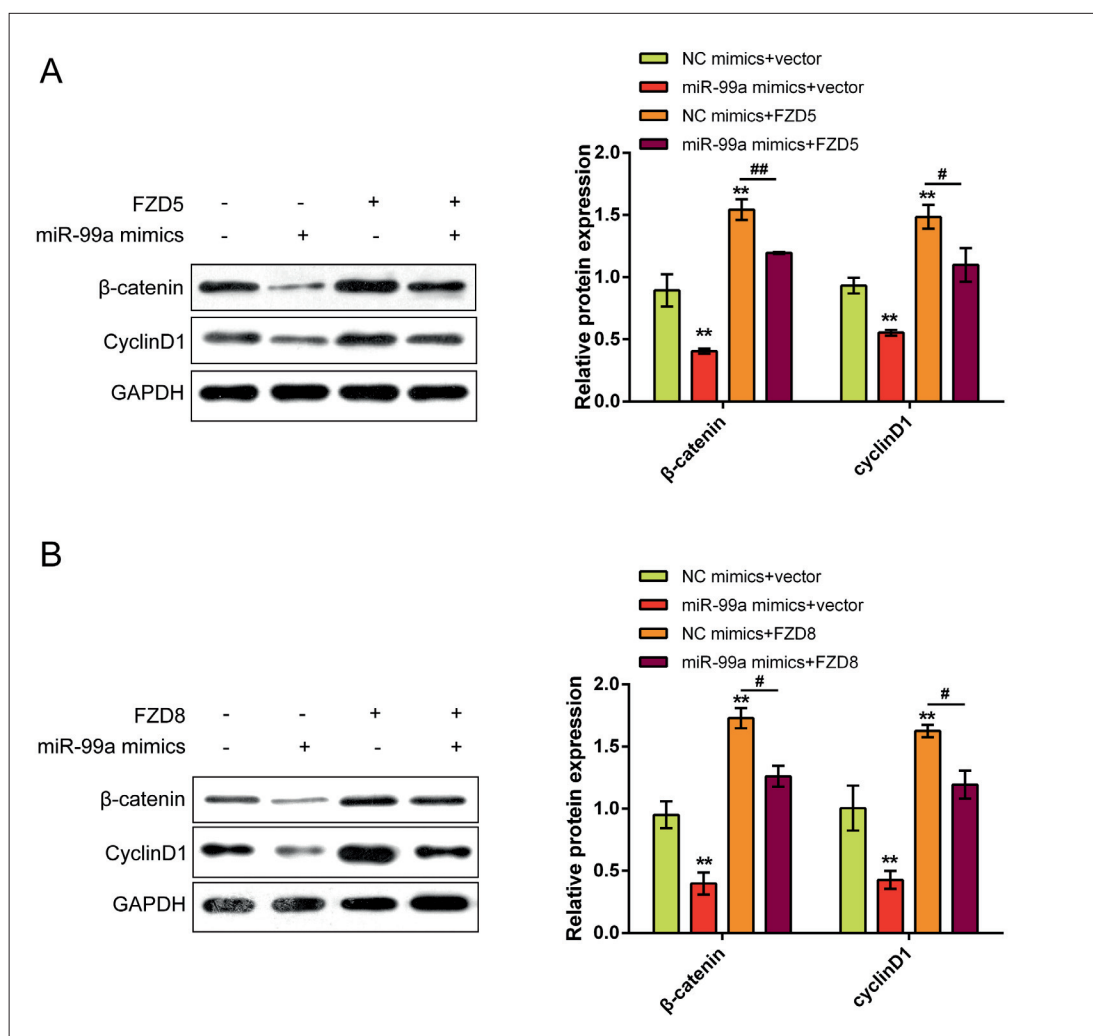 A
FZD5 - - + +
miR-99a mimics - + - +
β-catenin
CyclinD1
GAPDH
NC mimics+vector
miR-99a mimics+vector
NC mimics+FZD5
miR-99a mimics+FZD5
Relative protein expression
2.0
1.5
1.0
0.5
0.0
** ** ## ** ** #
β-catenin
cyclinD1
B
FZD8 - - + +
miR-99a mimics - + - +
β-catenin
CyclinD1
GAPDH
NC mimics+vector
miR-99a mimics+vector
NC mimics+FZD8
miR-99a mimics+FZD8
Relative protein expression
2.0
1.5
1.0
0.5
0.0
** ** # ** ** #
β-catenin
cyclinD1